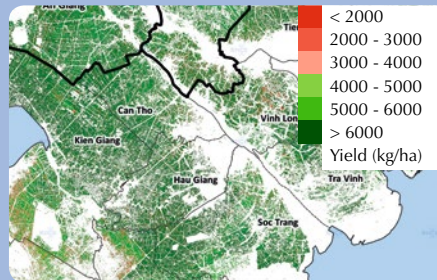 An Giang
Tien
Can Tho
Vinh Lon
Kien Giang
Hau Giang
Tra Vinh
Soc Trang
< 2000
2000 - 3000
3000 - 4000
4000 - 5000
5000 - 6000
> 6000
Yield (kg/ha)